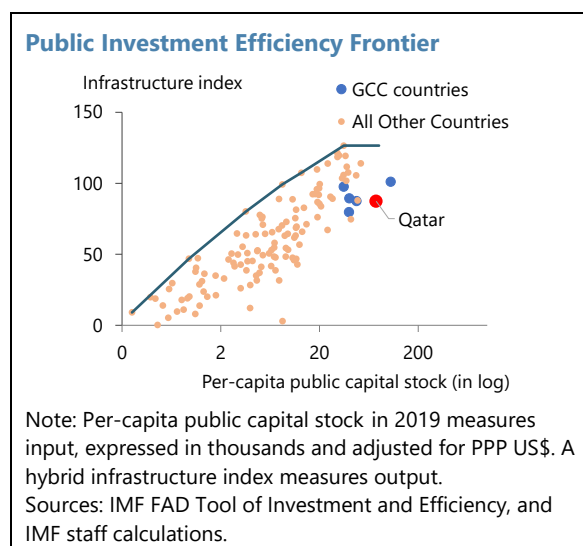 Public Investment Efficiency Frontier
Infrastructure index
GCC countries
All Other Countries
150
100
50
0
Qatar
0 2 20 200
Per-capita public capital stock (in log)
Note: Per-capita public capital stock in 2019 measures
input, expressed in thousands and adjusted for PPP US$. A
hybrid infrastructure index measures output.
Sources: IMF FAD Tool of Investment and Efficiency, and
IMF staff calculations.